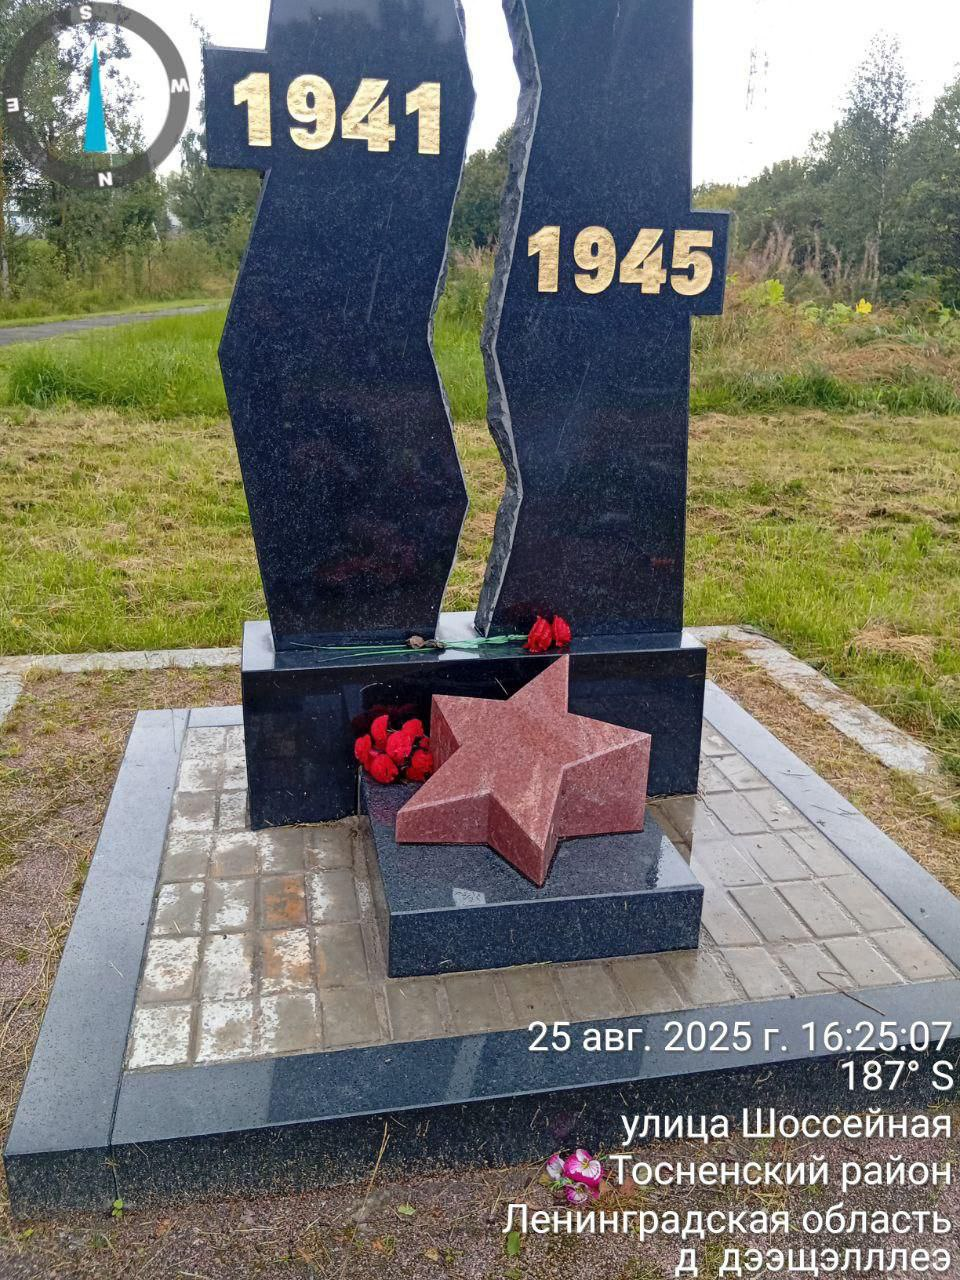 S
W
E
N
1941
1945
25 авг. 2025 г. 16:25:07
187° S
улица Шоссейная
Тосненский район
Ленинградская область
д дээщэлллеэ